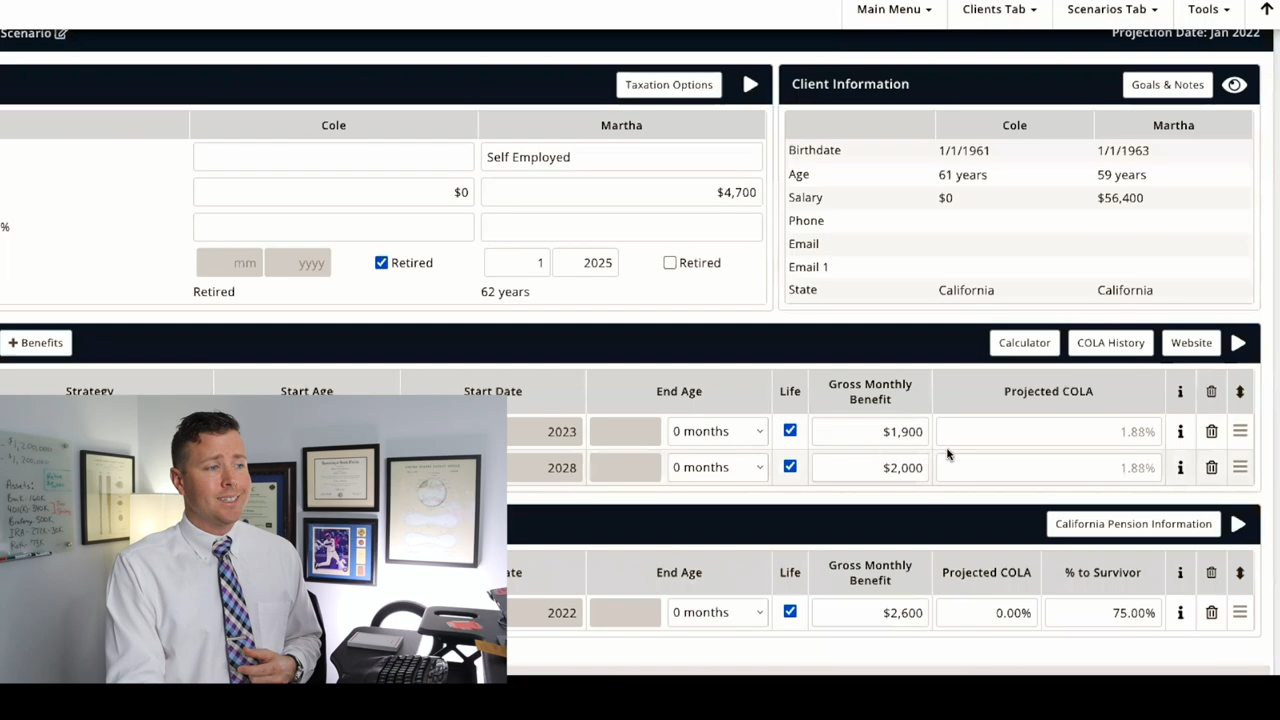 Main Menu
Clients Tab
Scenarios Tab
Tools
Scenario
Projection Date: Jan 2022
Taxation Options
Client Information
Goals & Notes
Cole
Martha
Cole
Martha
Self Employed
Birthdate 1/1/1961 1/1/1963
Age 61 years 59 years
$0 $4,700
Salary $0 $56,400
Phone
%
Email
mm yyyy Retired 1 2025 Retired
Email 1
Retired 62 years
State California California
+ Benefits
Calculator
COLA History
Website
Strategy Start Age Start Date End Age Life Gross Monthly Benefit Projected COLA
2023 0 months $1,900 1.88%
2028 0 months $2,000 1.88%
California Pension Information
te End Age Life Gross Monthly Benefit Projected COLA % to Survivor
2022 0 months $2,600 0.00% 75.00%
$1,200,000
Assets: